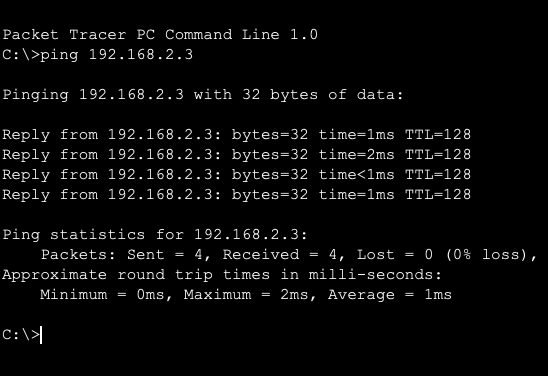 Packet Tracer PC Command Line 1.0
C:\>ping 192.168.2.3
Pinging 192.168.2.3 with 32 bytes of data:
Reply from 192.168.2.3: bytes=32 time=1ms TTL=128
Reply from 192.168.2.3: bytes=32 time=2ms TTL=128
Reply from 192.168.2.3: bytes=32 time<1ms TTL=128
Reply from 192.168.2.3: bytes=32 time=1ms TTL=128
Ping statistics for 192.168.2.3:
    Packets: Sent = 4, Received = 4, Lost = 0 (0% loss),
Approximate round trip times in milli-seconds:
    Minimum = 0ms, Maximum = 2ms, Average = 1ms
C:\>